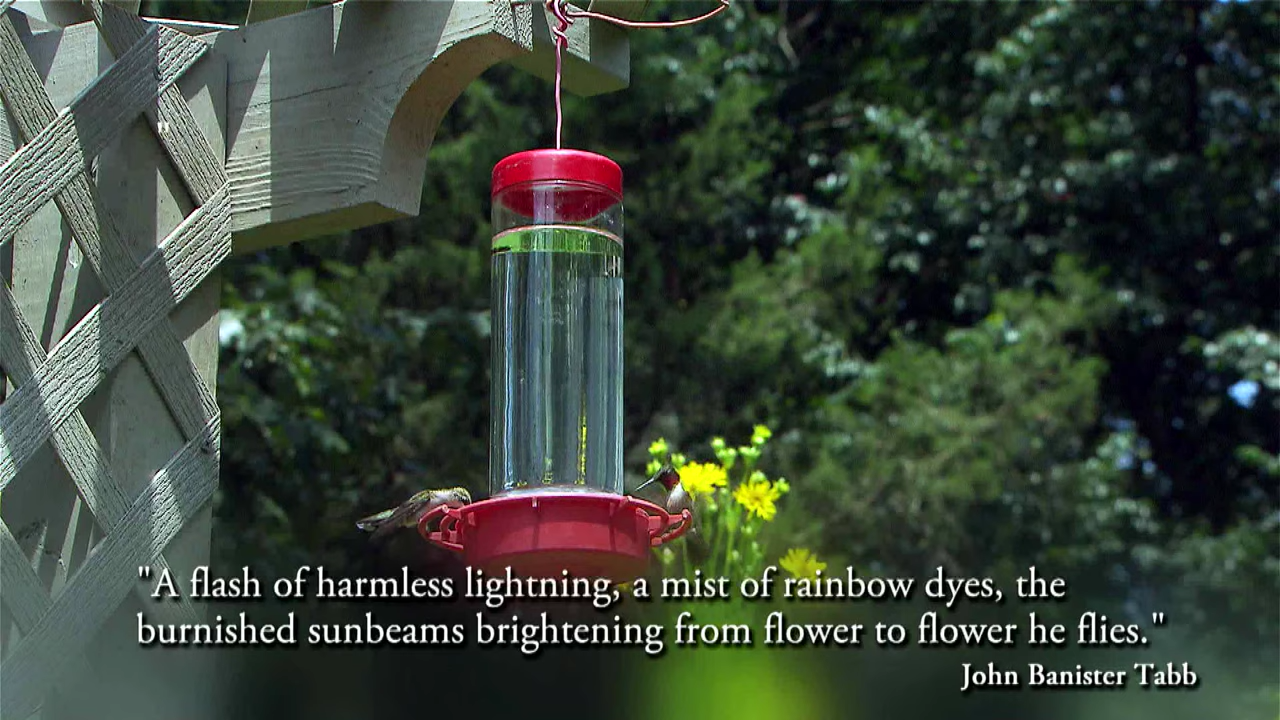 "A flash of harmless lightning, a mist of rainbow dyes, the
burnished sunbeams brightening from flower to flower he flies."
John Banister Tabb